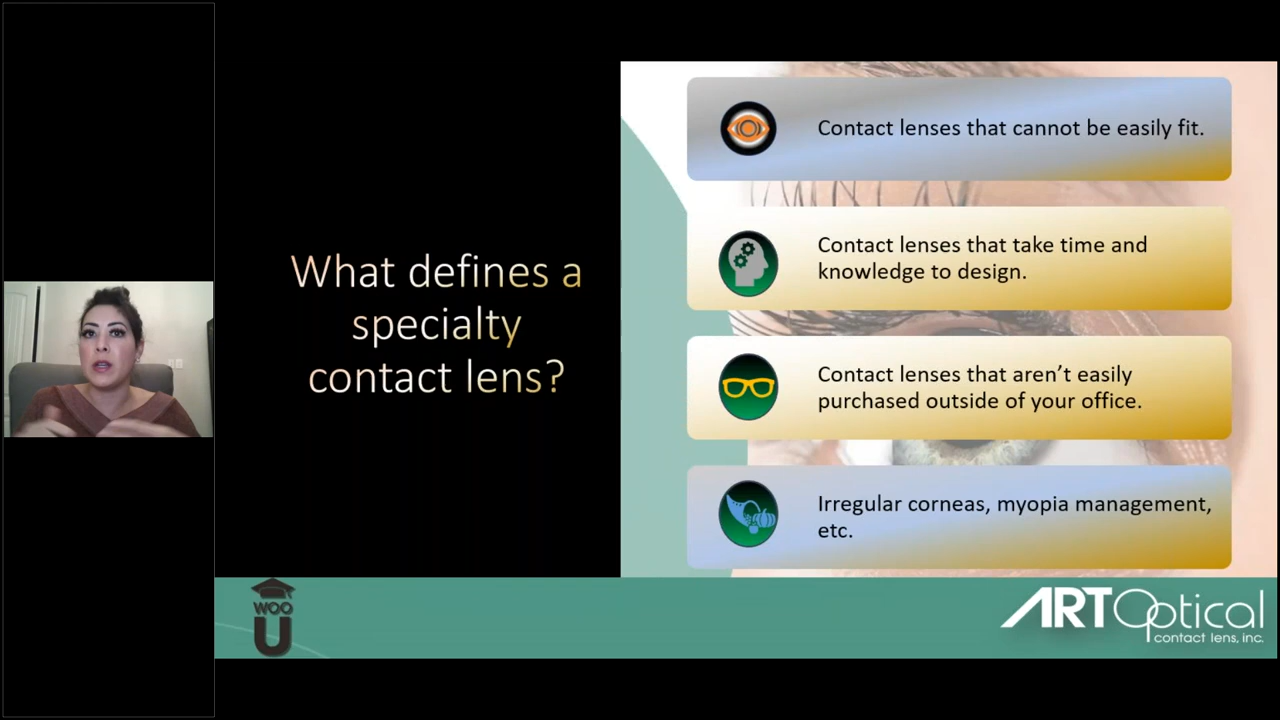 What defines a
specialty
contact lens?
Contact lenses that cannot be easily fit.
Contact lenses that take time and
knowledge to design.
Contact lenses that aren’t easily
purchased outside of your office.
Irregular corneas, myopia management,
etc.
WOO
U
ART Optical
contact lens, inc.